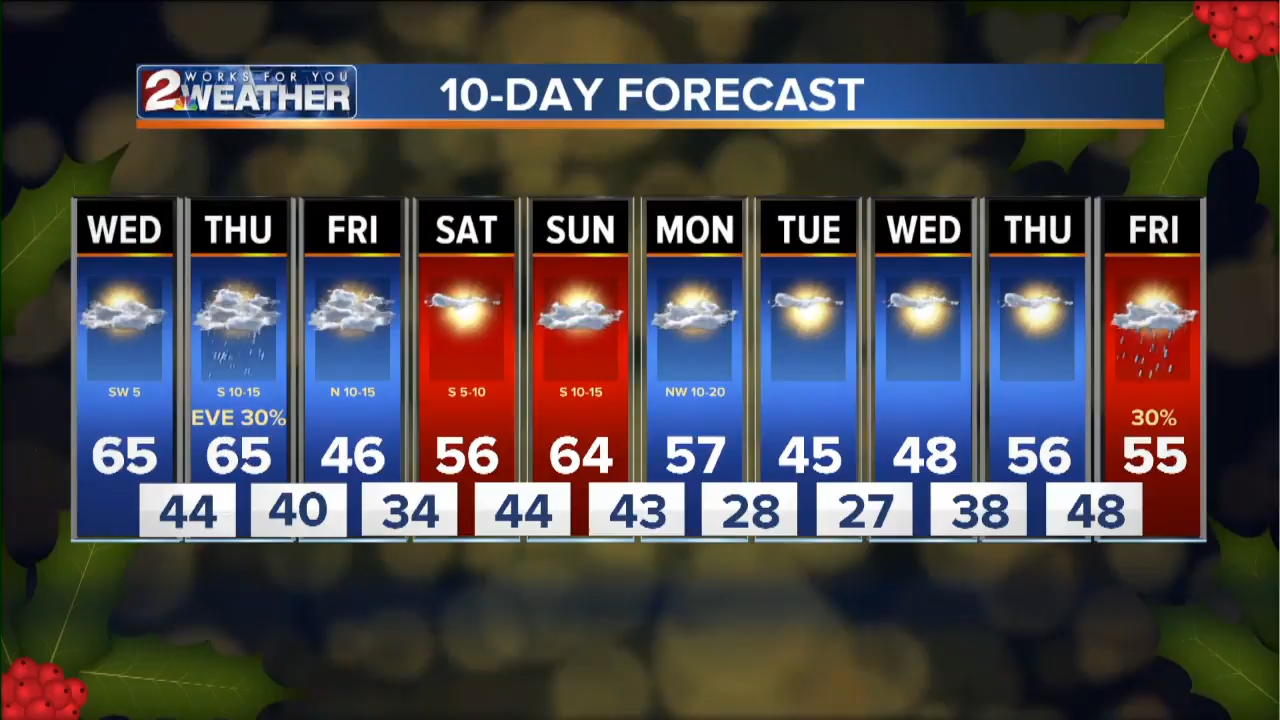 2 WORKS FOR YOU
WEATHER
10-DAY FORECAST
WED THU FRI SAT SUN MON TUE WED THU FRI
SW 5 S 10-15 N 10-15 S 5-10 S 10-15 NW 10-20
EVE 30% 30%
65 65 46 56 64 57 45 48 56 55
44 40 34 44 43 28 27 38 48